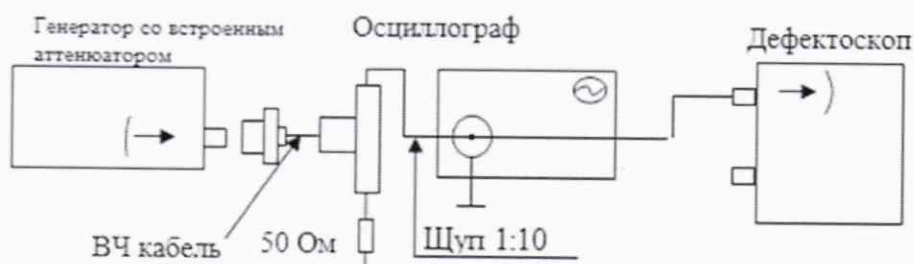 Генератор со встроенным
аттенюатором
Осциллограф
Дефектоскоп
ВЧ кабель
50 Ом
Щуп 1:10